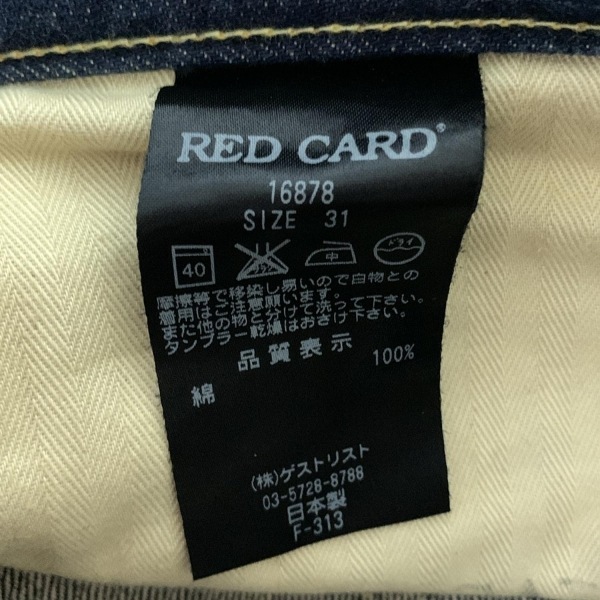 RED CARD®
16878
SIZE 31
40 中 ドライ
摩擦等で移染し易いので白物との
着用はご注意願います。
また他の物と分けて洗って下さい。
タンブラー乾燥はおさけ下さい。
品質表示
綿 100%
(株)ゲストリスト
03-5728-8788
日本製
F-313